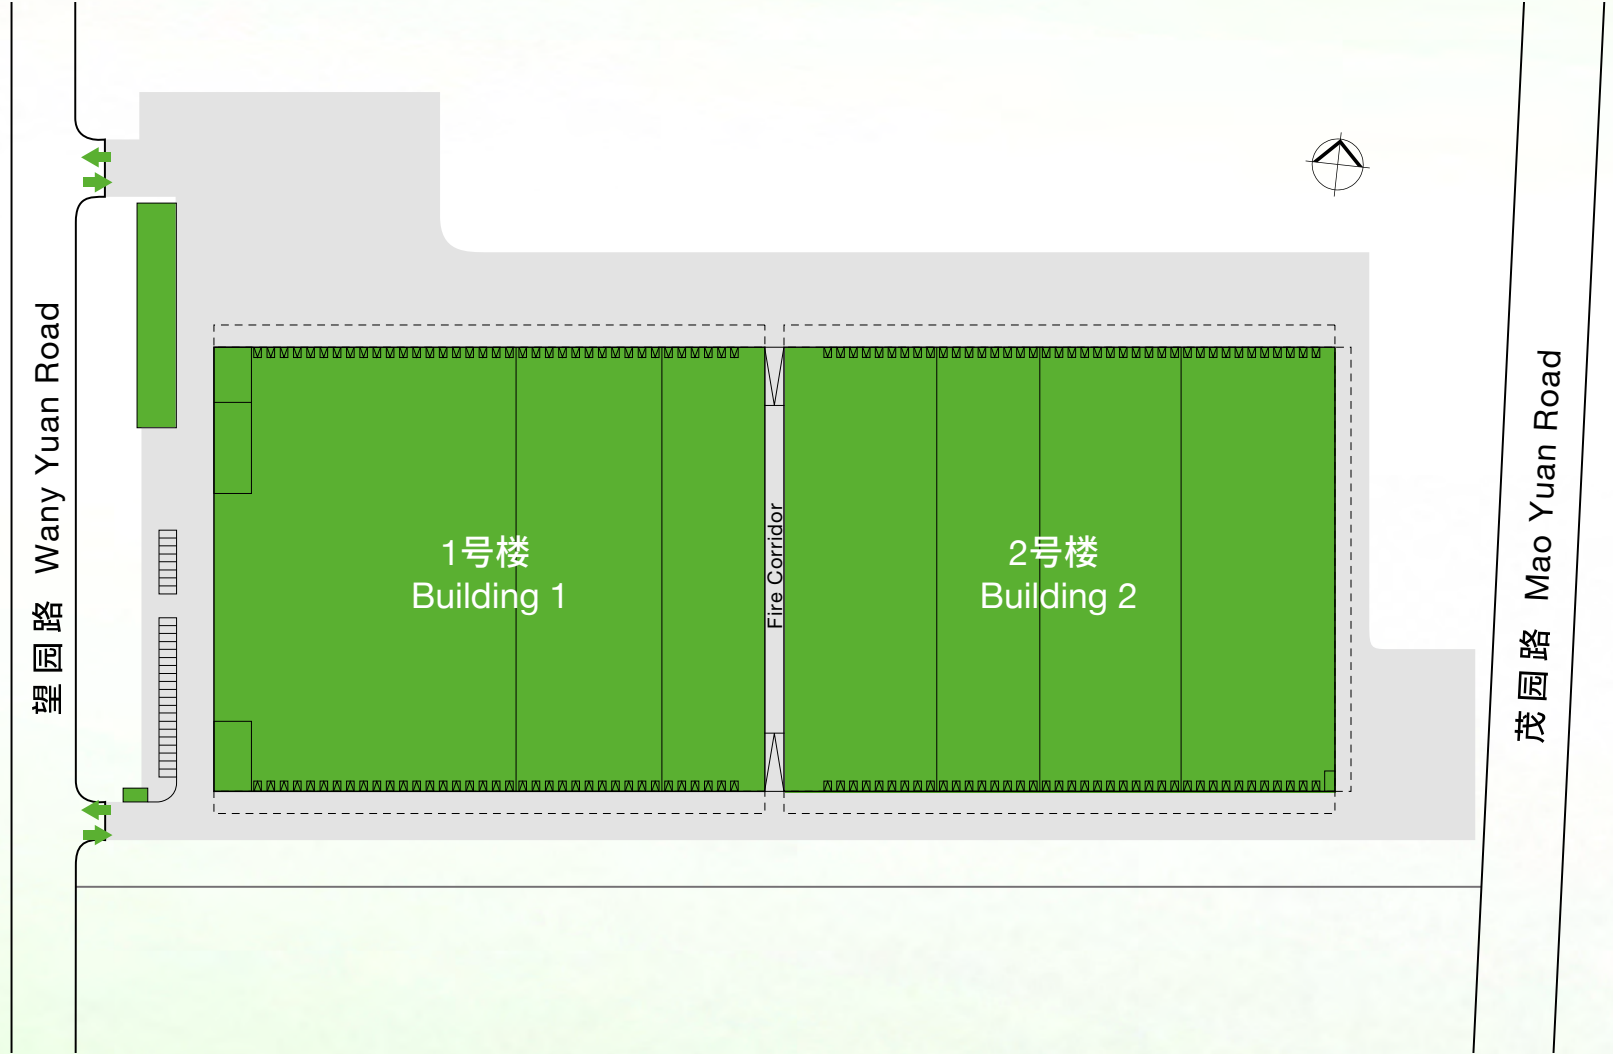 望园路 Wany Yuan Road
1号楼
Building 1
Fire Corridor
2号楼
Building 2
茂园路 Mao Yuan Road